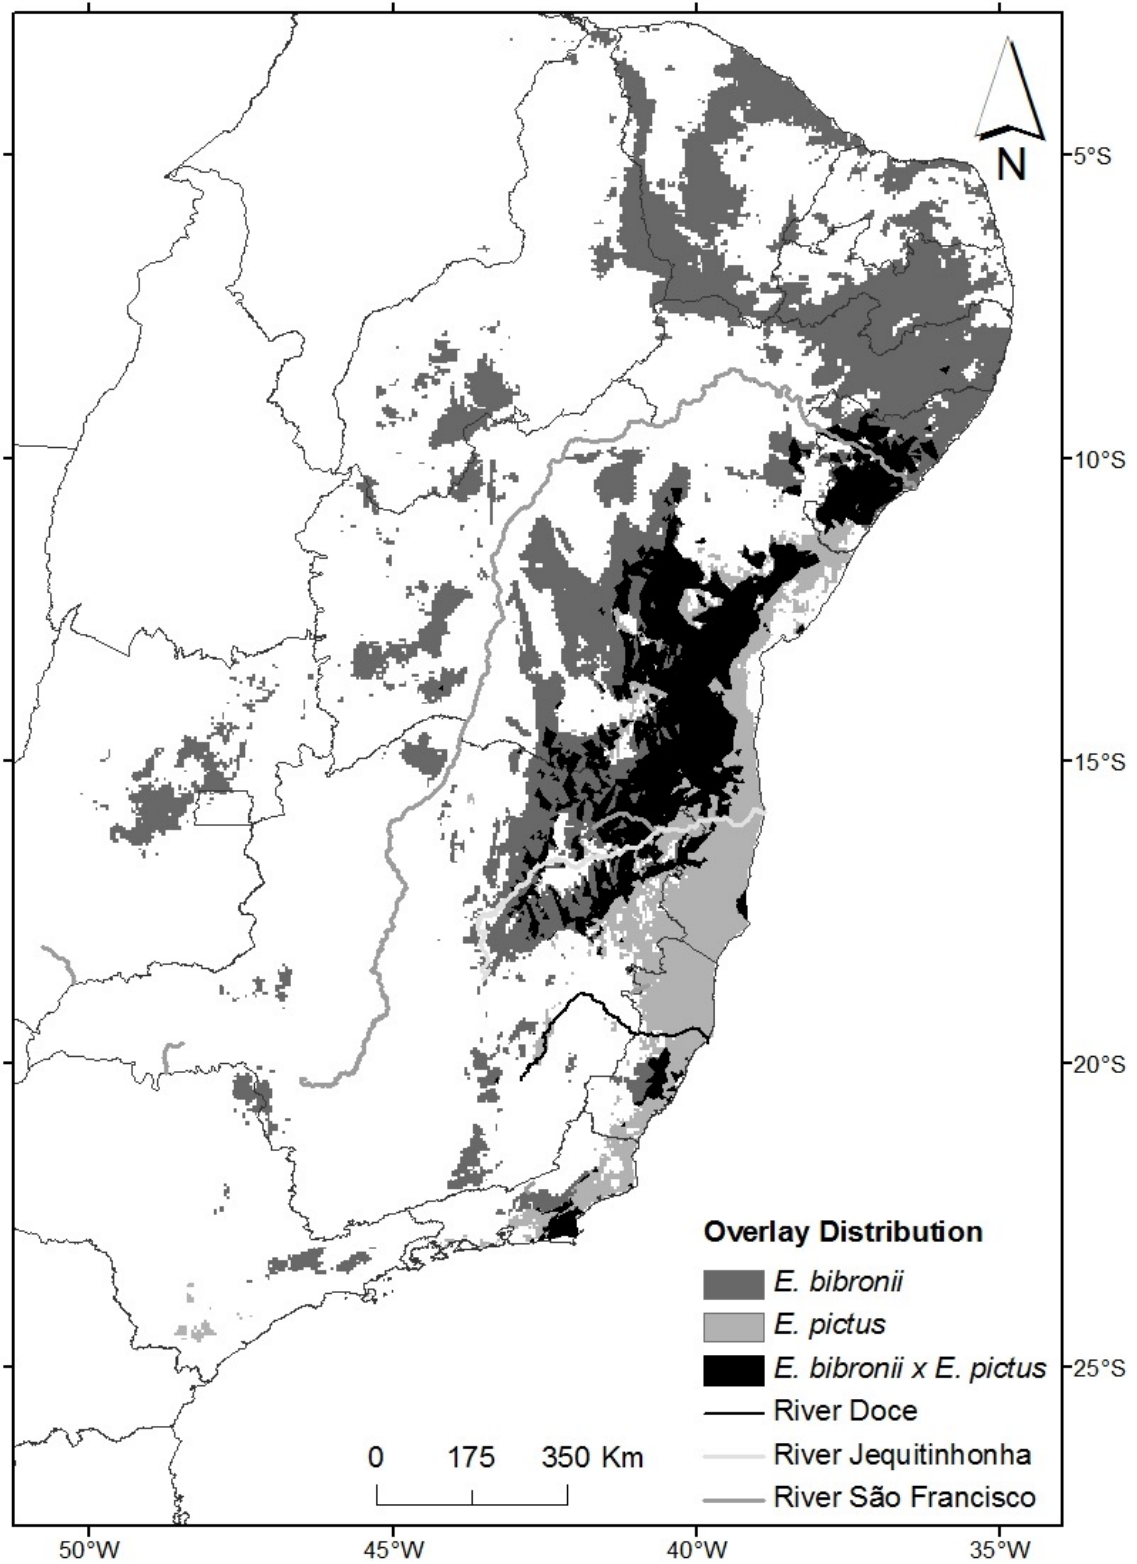 N
5°S
10°S
15°S
20°S
25°S
Overlay Distribution
E. bibronii
E. pictus
E. bibronii x E. pictus
River Doce
River Jequitinhonha
River São Francisco
0 175 350 Km
50°W 45°W 40°W 35°W